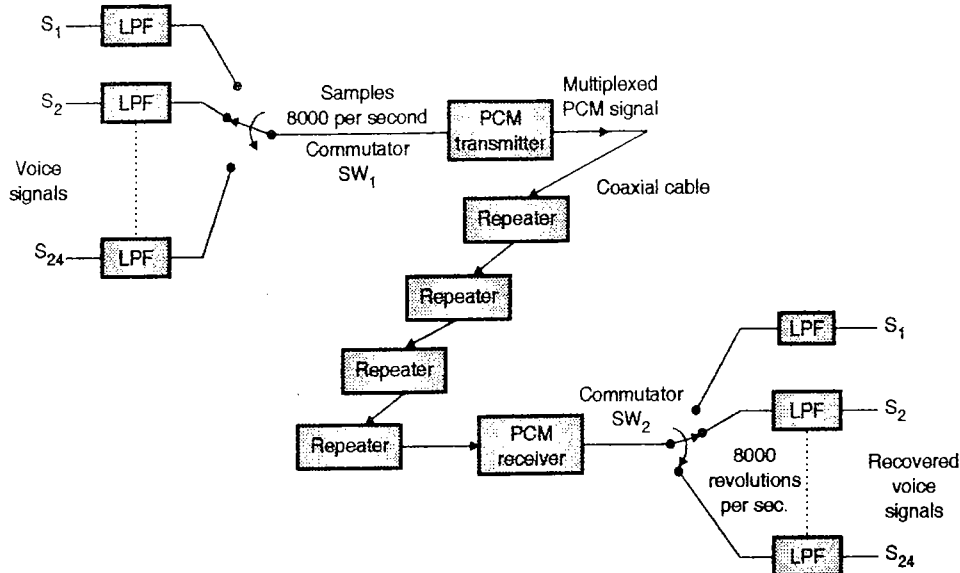 S1
LPF
S2
LPF
Voice
signals
S24
LPF
Samples
8000 per second
Commutator
SW1
PCM
transmitter
Multiplexed
PCM signal
Coaxial cable
Repeater
Repeater
Repeater
Repeater
PCM
receiver
Commutator
SW2
8000
revolutions
per sec.
LPF
S1
LPF
S2
Recovered
voice
signals
LPF
S24